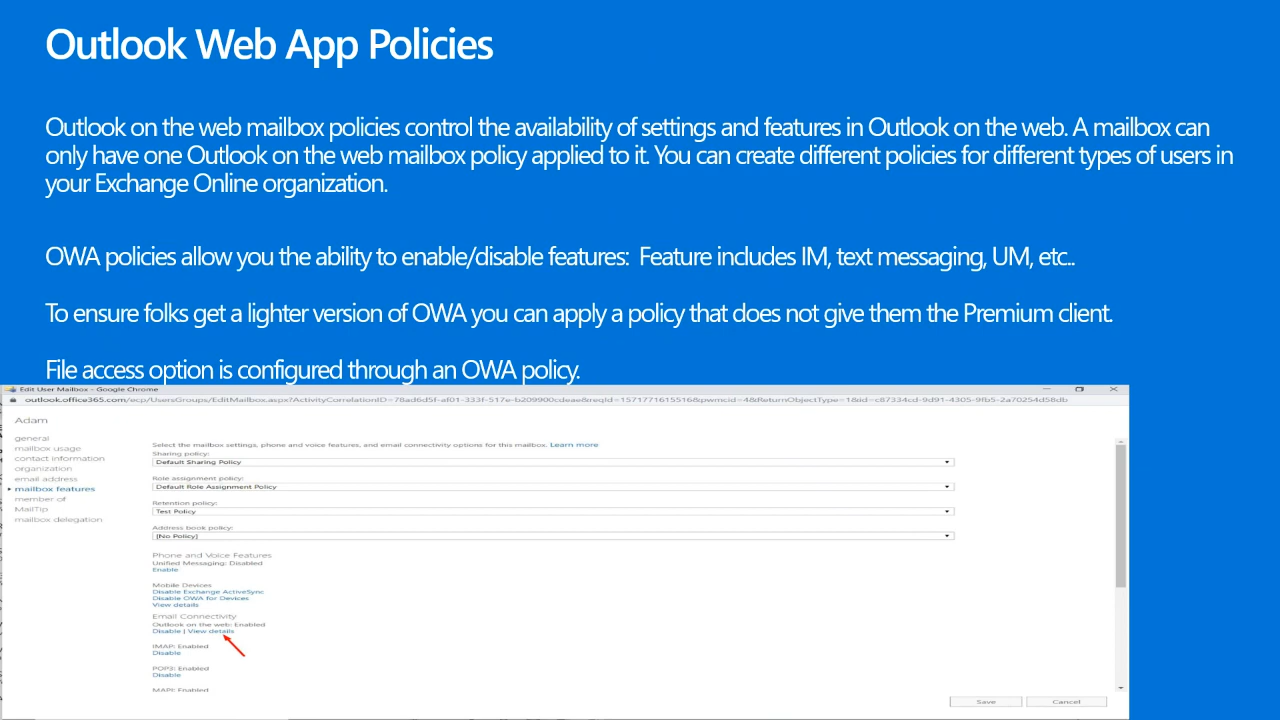 Outlook Web App Policies
Outlook on the web mailbox policies control the availability of settings and features in Outlook on the web. A mailbox can
only have one Outlook on the web mailbox policy applied to it. You can create different policies for different types of users in
your Exchange Online organization.
OWA policies allow you the ability to enable/disable features:  Feature includes IM, text messaging, UM, etc..
To ensure folks get a lighter version of OWA you can apply a policy that does not give them the Premium client.
File access option is configured through an OWA policy.
Edit User Mailbox - Google Chrome
outlook.office365.com/ecp/UsersGroups/EditMailbox.aspx?
Adam
general
mailbox usage
contact information
organization
email address
mailbox features
member of
MailTip
mailbox delegation
Select the mailbox settings, phone and voice features, and email connectivity options for this mailbox. Learn more
Sharing policy:
Default Sharing Policy
Role assignment policy:
Default Role Assignment Policy
Retention policy:
Test Policy
Address book policy:
[No Policy]
Phone and Voice Features
Unified Messaging: Disabled
Enable
Mobile Devices
Disable Exchange ActiveSync
Disable OWA for Devices
View details
Email Connectivity
Outlook on the web: Enabled
Disable | View details
IMAP: Enabled
Disable
POP3: Enabled
Disable
MAPI: Enabled
Save
Cancel